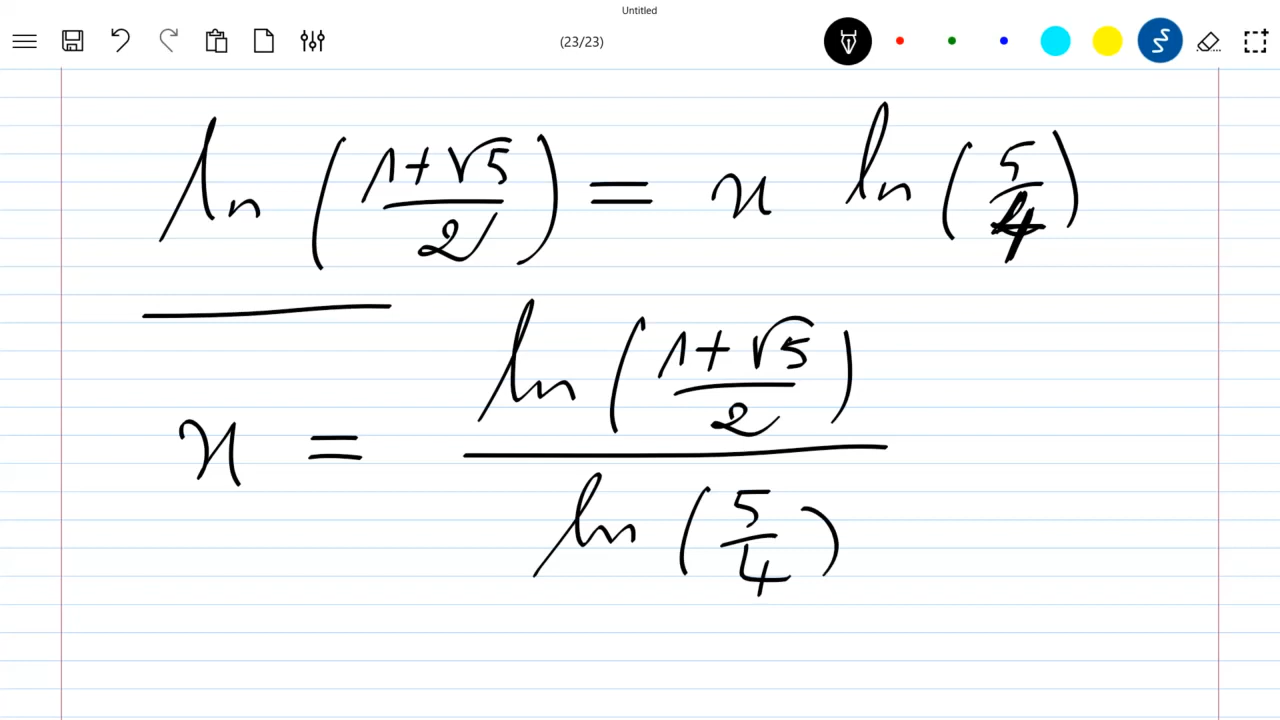 Untitled
(23/23)
ln((1+√5)/2) = x ln(5/4)
x = ln((1+√5)/2) / ln(5/4)